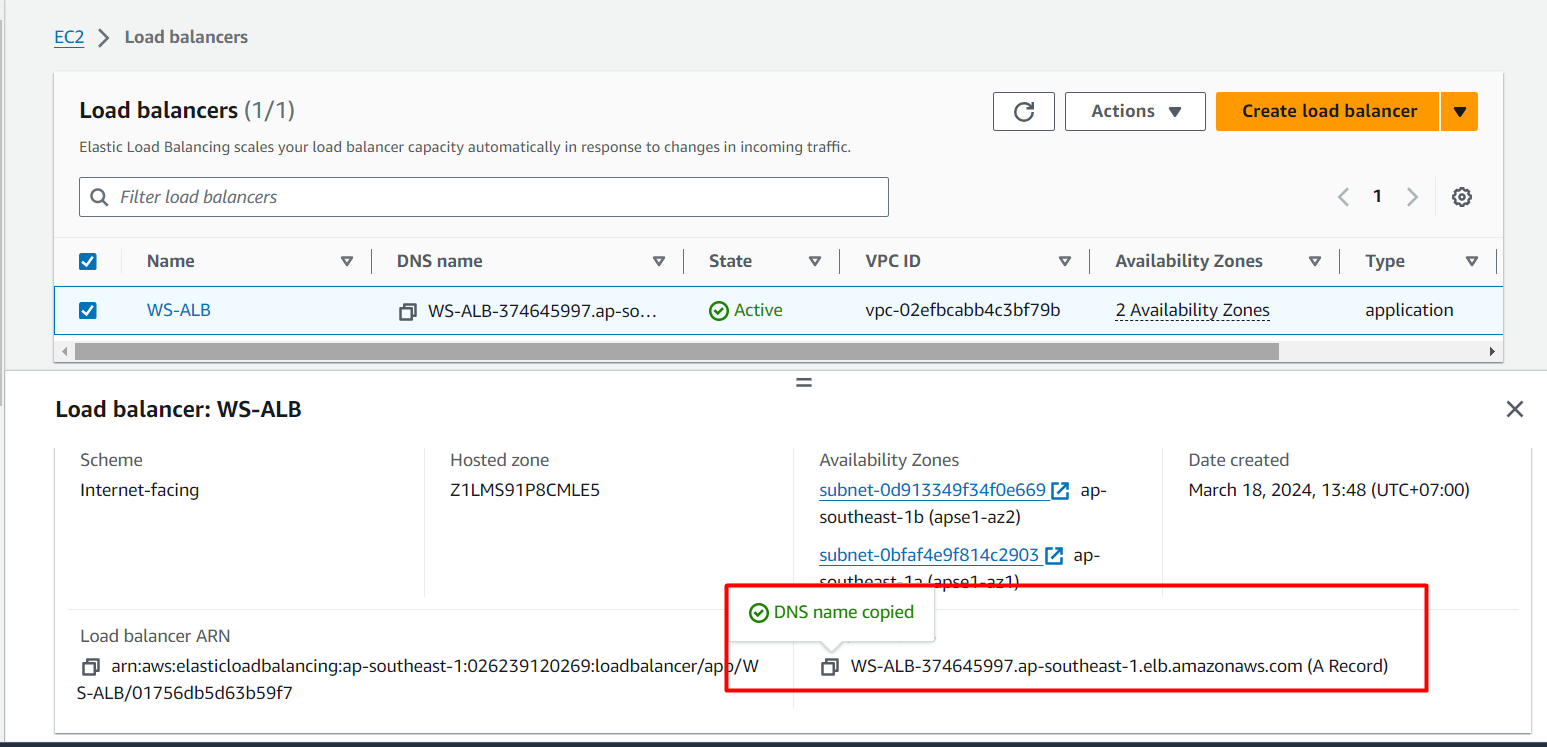 EC2 > Load balancers
Load balancers (1/1)
Actions
Create load balancer
Elastic Load Balancing scales your load balancer capacity automatically in response to changes in incoming traffic.
Filter load balancers
1
Name DNS name State VPC ID Availability Zones Type
WS-ALB WS-ALB-374645997.ap-so... Active vpc-02efbcabb4c3bf79b 2 Availability Zones application
Load balancer: WS-ALB
Scheme
Internet-facing
Hosted zone
Z1LMS91P8CMLE5
Availability Zones
subnet-0d913349f34f0e669 ap-
southeast-1b (apse1-az2)
subnet-0bfaf4e9f814c2903 ap-
southeast-1a (apse1-az1)
Date created
March 18, 2024, 13:48 (UTC+07:00)
Load balancer ARN
arn:aws:elasticloadbalancing:ap-southeast-1:026239120269:loadbalancer/app/W
S-ALB/01756db5d63b59f7
DNS name copied
WS-ALB-374645997.ap-southeast-1.elb.amazonaws.com (A Record)